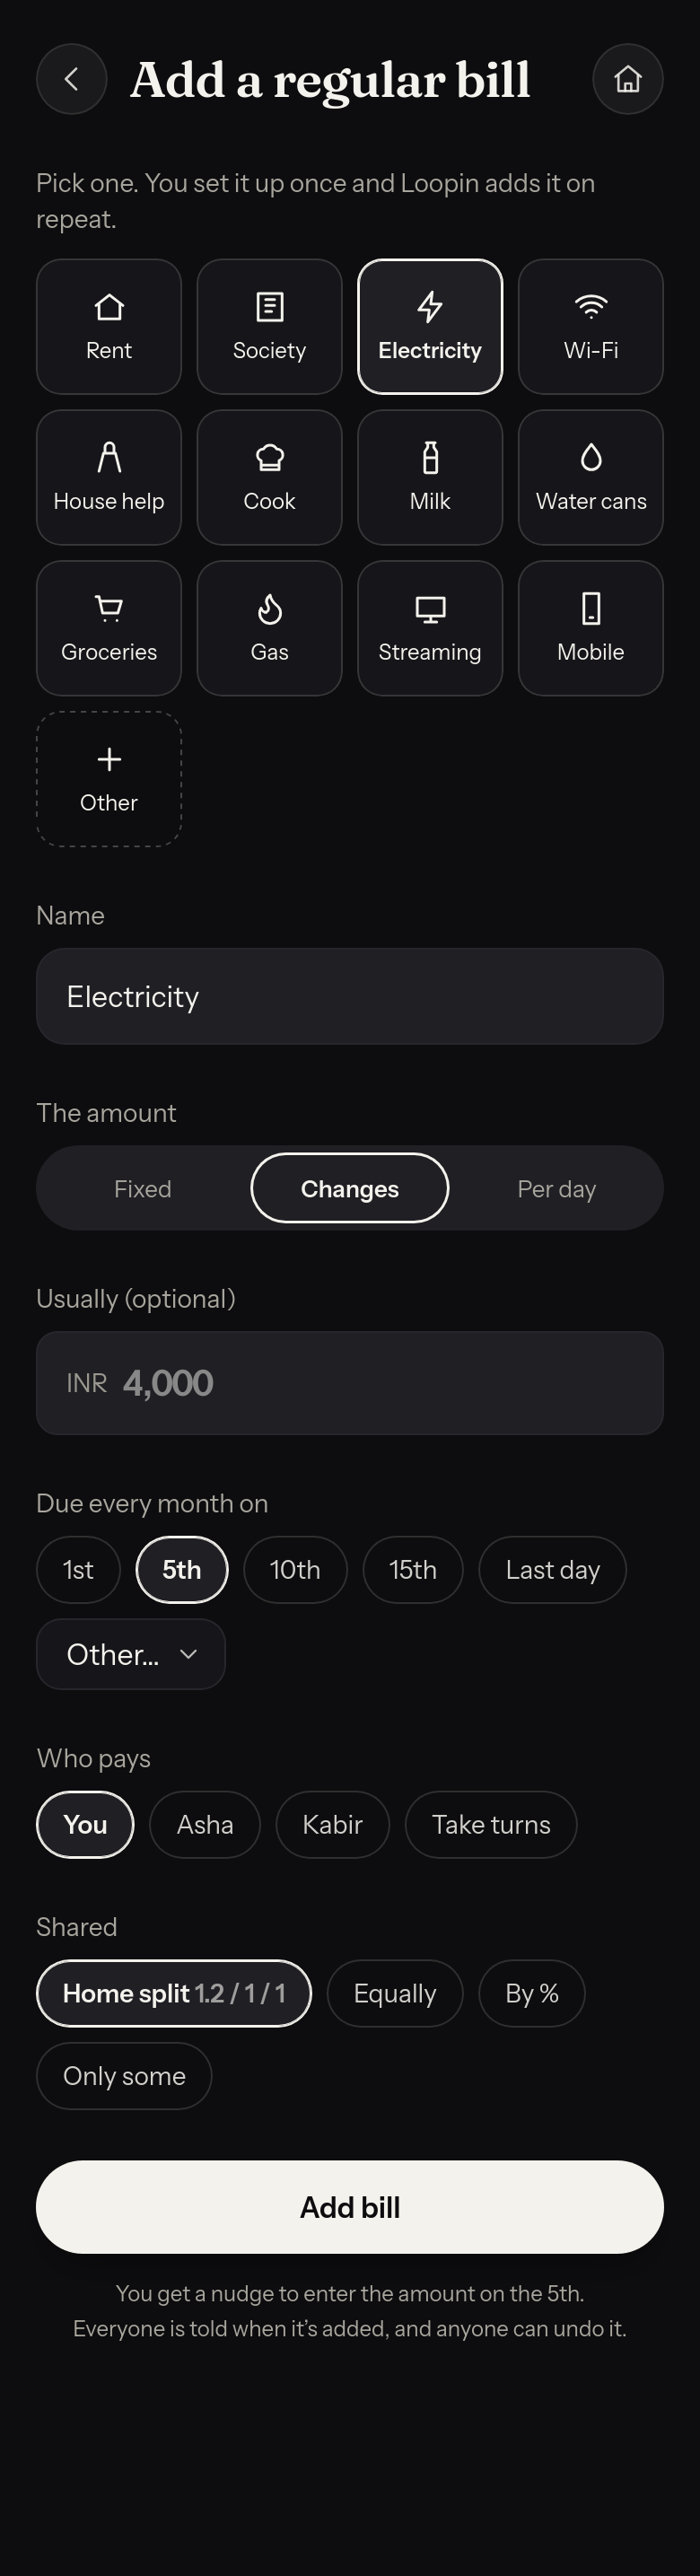 Add a regular bill
Pick one. You set it up once and Loopin adds it on
repeat.
Rent
Society
Electricity
Wi-Fi
House help
Cook
Milk
Water cans
Groceries
Gas
Streaming
Mobile
Other
Name
Electricity
The amount
Fixed
Changes
Per day
Usually (optional)
INR 4,000
Due every month on
1st
5th
10th
15th
Last day
Other...
Who pays
You
Asha
Kabir
Take turns
Shared
Home split 1.2 / 1 / 1
Equally
By %
Only some
Add bill
You get a nudge to enter the amount on the 5th.
Everyone is told when it’s added, and anyone can undo it.